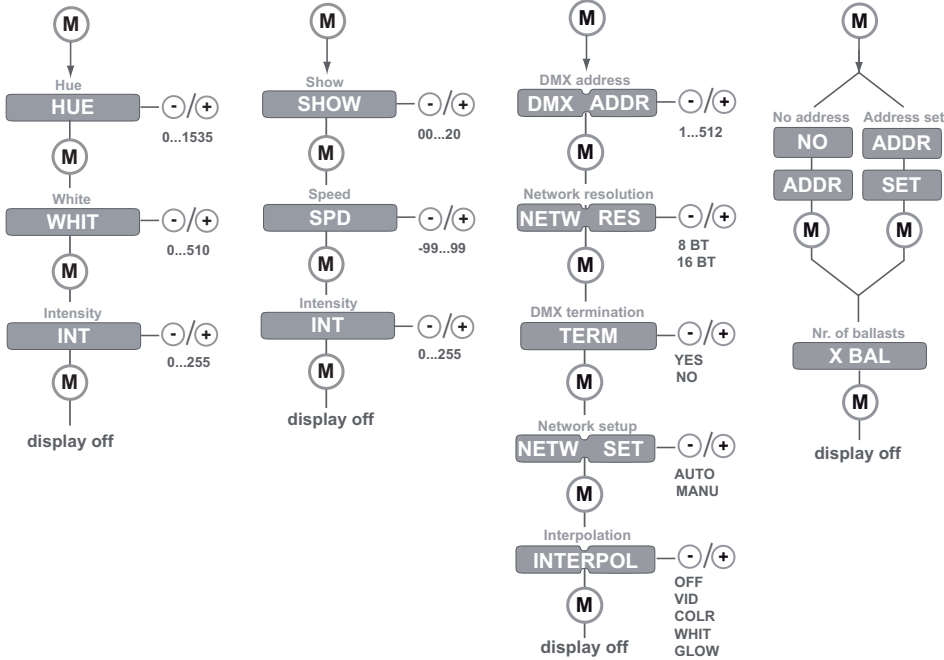 M
Hue
HUE
- / +
0...1535
M
White
WHIT
- / +
0...510
M
Intensity
INT
- / +
0...255
M
display off
M
Show
SHOW
- / +
00...20
M
Speed
SPD
- / +
-99...99
M
Intensity
INT
- / +
0...255
M
display off
M
DMX address
DMX ADDR
- / +
1...512
M
Network resolution
NETW RES
- / +
8 BT
16 BT
M
DMX termination
TERM
- / +
YES
NO
M
Network setup
NETW SET
- / +
AUTO
MANU
M
Interpolation
INTERPOL
- / +
OFF
VID
COLR
WHIT
GLOW
M
display off
M
No address
NO
ADDR
M
Address set
ADDR
SET
M
Nr. of ballasts
X BAL
M
display off